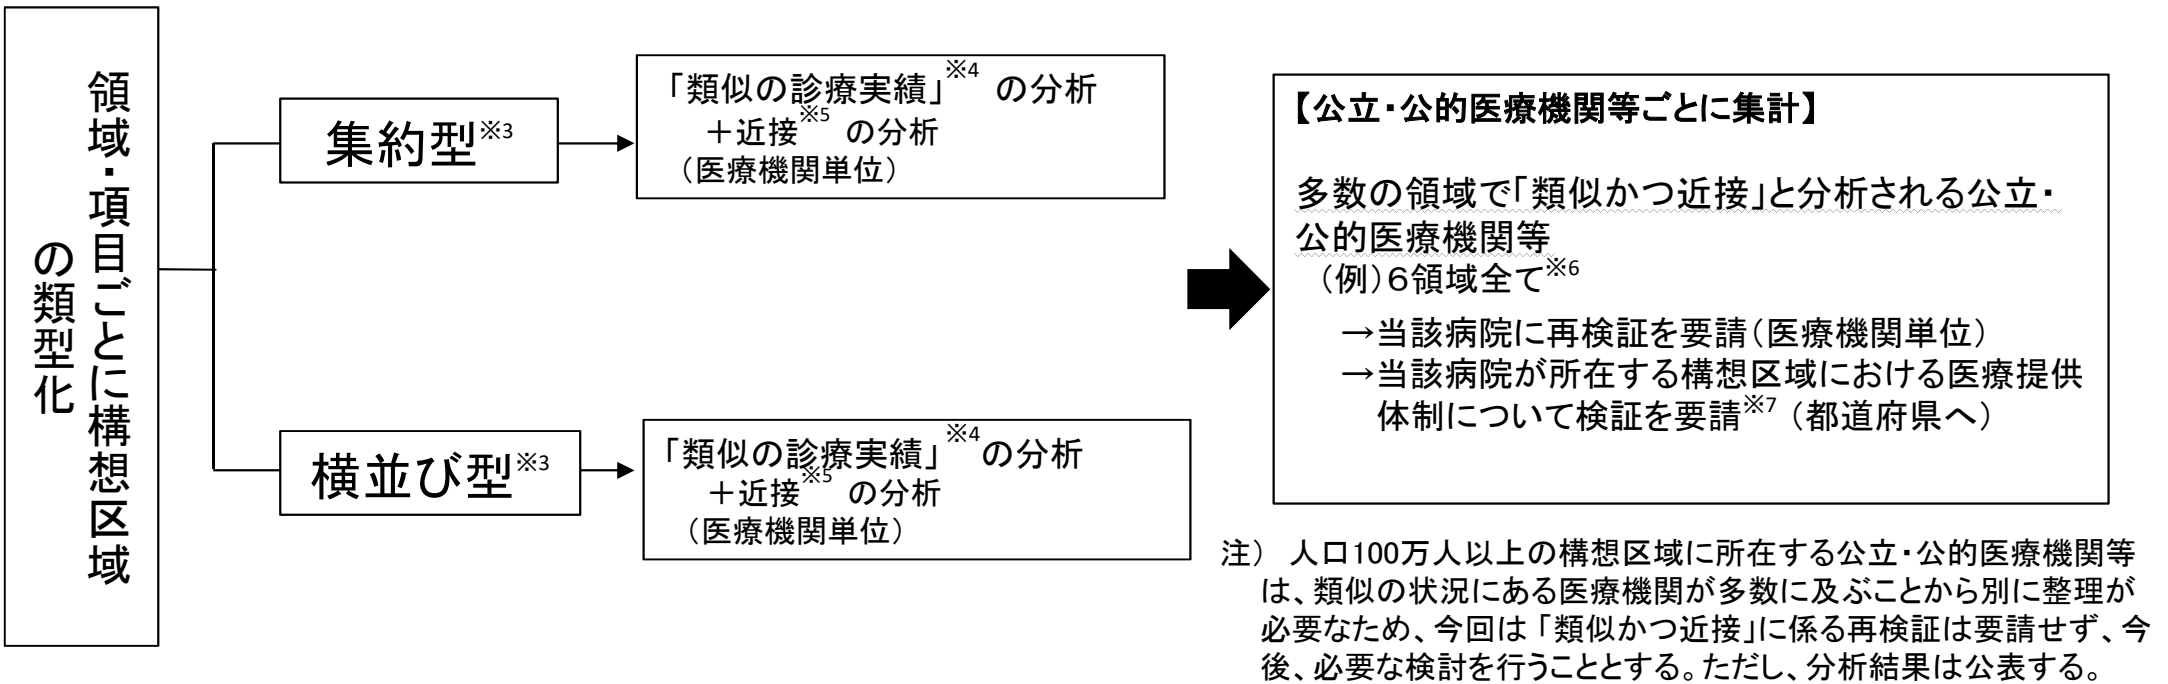 領域・項目ごとに構想区域
の類型化
集約型※3
「類似の診療実績」※4 の分析
＋近接※5 の分析
（医療機関単位）
横並び型※3
「類似の診療実績」※4の分析
＋近接※5 の分析
（医療機関単位）
【公立・公的医療機関等ごとに集計】
多数の領域で「類似かつ近接」と分析される公立・
公的医療機関等
（例）６領域全て※6
→当該病院に再検証を要請（医療機関単位）
→当該病院が所在する構想区域における医療提供
体制について検証を要請※7（都道府県へ）
注） 人口100万人以上の構想区域に所在する公立・公的医療機関等
は、類似の状況にある医療機関が多数に及ぶことから別に整理が
必要なため、今回は「類似かつ近接」に係る再検証は要請せず、今
後、必要な検討を行うこととする。ただし、分析結果は公表する。